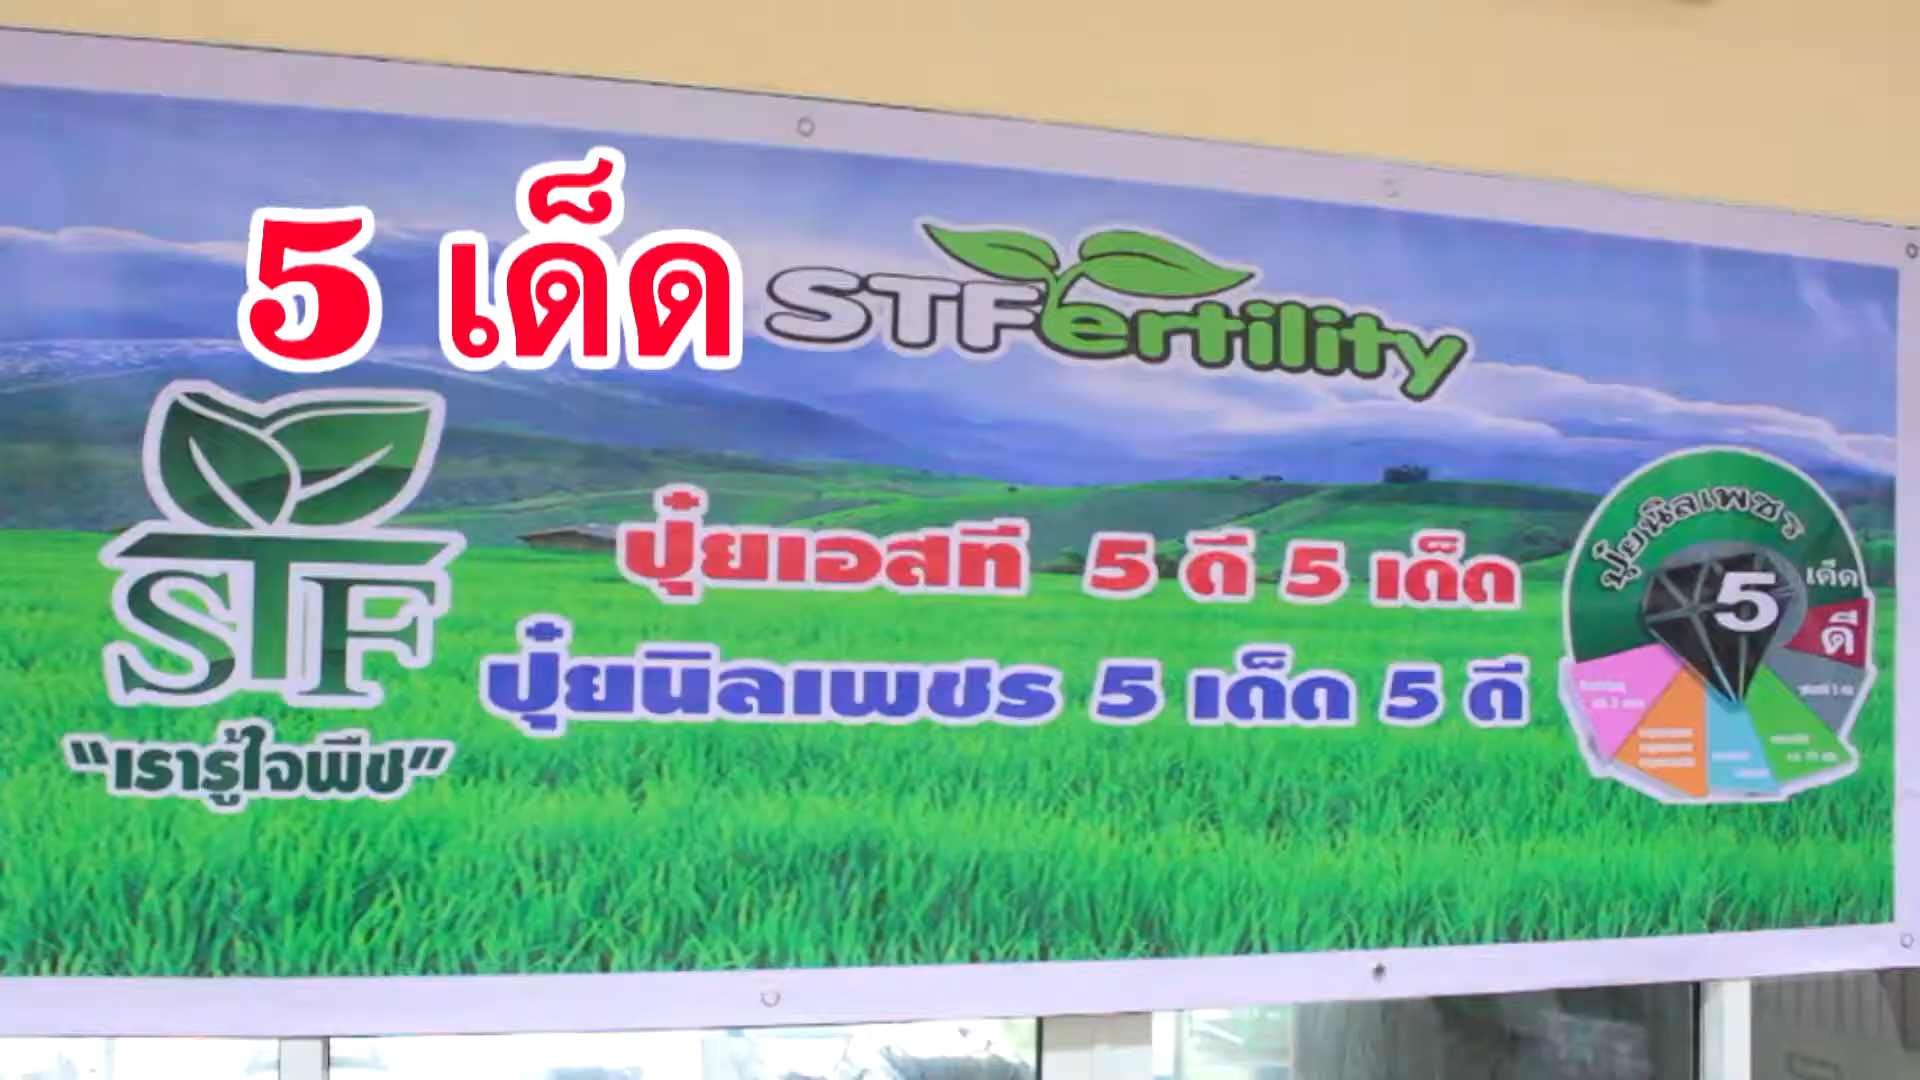 5 เด็ด
STFertility
STF
ปุ๋ยเอสที 5 ดี 5 เด็ด
ปุ๋ยนิลเพชร 5 เด็ด 5 ดี
"เรารู้ใจพืช"
ปุ๋ยนิลเพชร
5 เด็ด
ดี